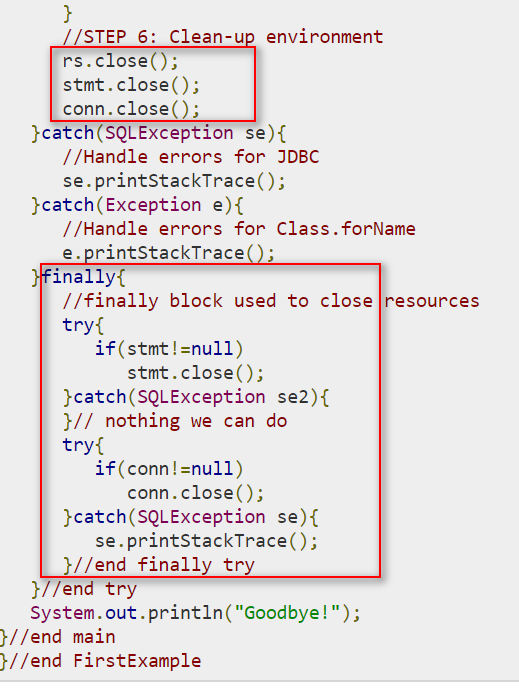 }
//STEP 6: Clean-up environment
rs.close();
stmt.close();
conn.close();
}catch(SQLException se){
//Handle errors for JDBC
se.printStackTrace();
}catch(Exception e){
//Handle errors for Class.forName
e.printStackTrace();
}finally{
//finally block used to close resources
try{
if(stmt!=null)
stmt.close();
}catch(SQLException se2){
}// nothing we can do
try{
if(conn!=null)
conn.close();
}catch(SQLException se){
se.printStackTrace();
}//end finally try
}//end try
System.out.println("Goodbye!");
}//end main
}//end FirstExample